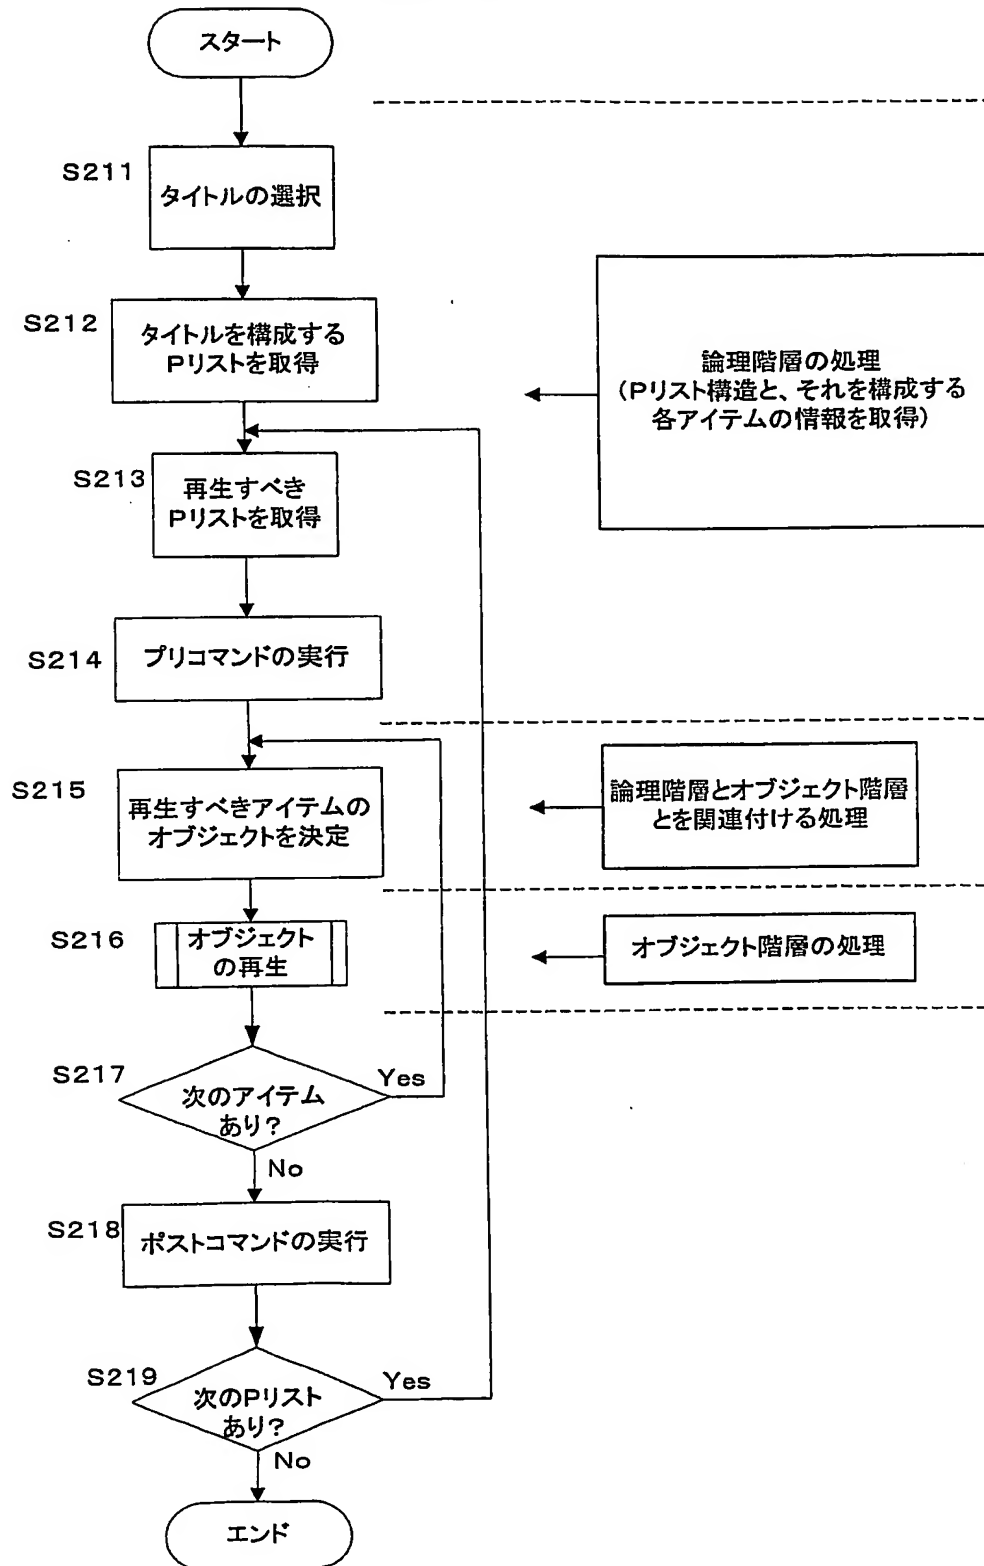 スタート
S211
タイトルの選択
S212
タイトルを構成する
Pリストを取得
論理階層の処理
(Pリスト構造と、それを構成する
各アイテムの情報を取得)
S213
再生すべき
Pリストを取得
S214
プリコマンドの実行
S215
再生すべきアイテムの
オブジェクトを決定
論理階層とオブジェクト階層
とを関連付ける処理
S216
オブジェクト
の再生
オブジェクト階層の処理
S217
次のアイテム
あり?
Yes
No
S218
ポストコマンドの実行
S219
次のPリスト
あり?
Yes
No
エンド